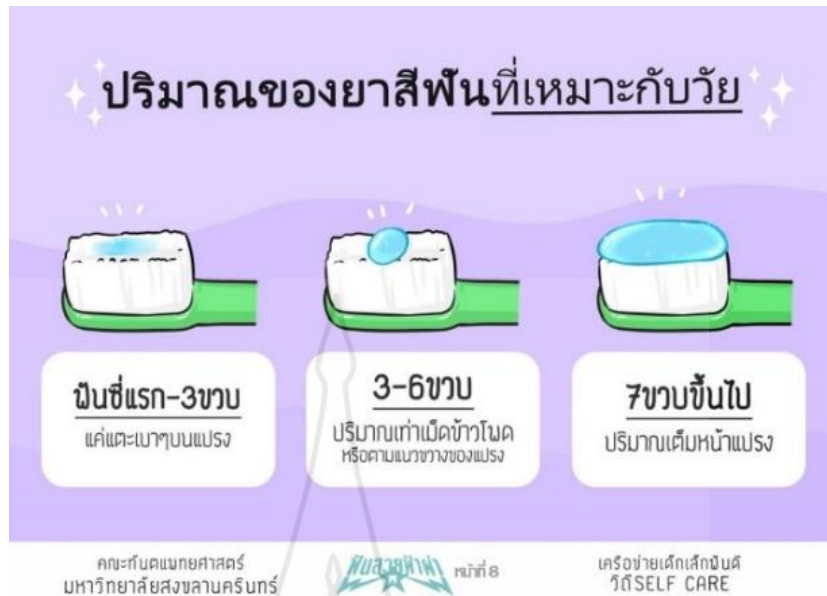 ปริมาณของยาสีฟันที่เหมาะกับวัย
ฟันซี่แรก-3ขวบ
แค่แตะเบาๆบนแปรง
3-6ขวบ
ปริมาณเท่าเม็ดข้าวโพด
หรือตามแนวขวางของแปรง
7ขวบขึ้นไป
ปริมาณเต็มหน้าแปรง
คณะทันตแพทยศาสตร์
มหาวิทยาลัยสงขลานครินทร์
ฟันสวยฟ้าผ่า
หน้าที่ 8
เครือข่ายเด็กเล็กฟันดี
วิถีSELF CARE